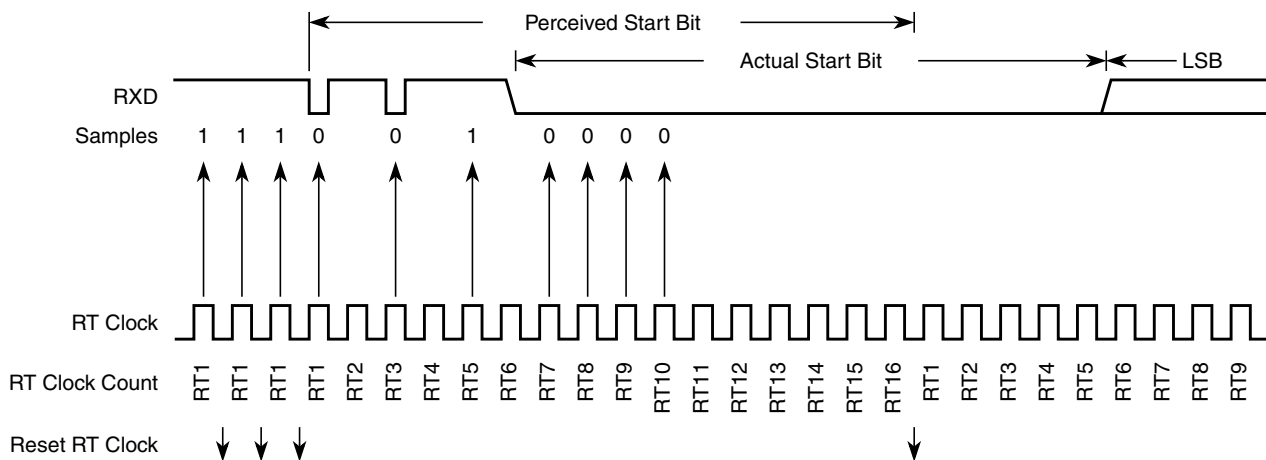 Perceived Start Bit
Actual Start Bit
LSB
RXD
Samples 1 1 1 0 0 1 0 0 0 0
RT Clock
RT Clock Count RT1 RT1 RT1 RT1 RT2 RT3 RT4 RT5 RT6 RT7 RT8 RT9 RT10 RT11 RT12 RT13 RT14 RT15 RT16 RT1 RT2 RT3 RT4 RT5 RT6 RT7 RT8 RT9
Reset RT Clock